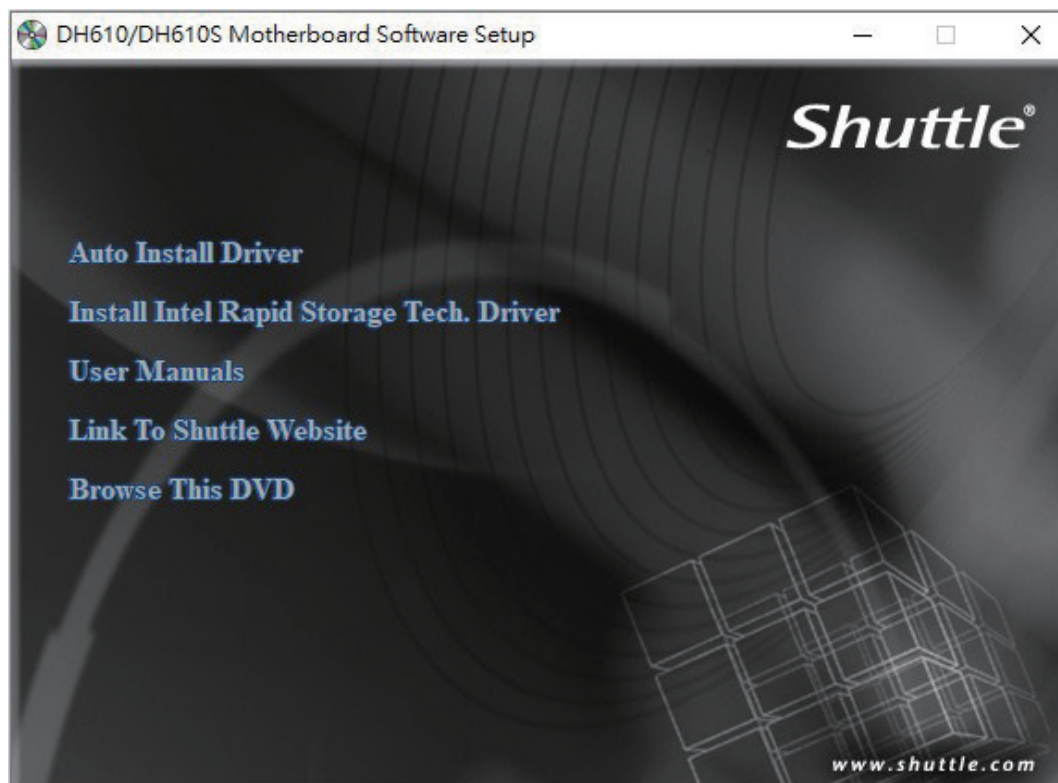 DH610/DH610S Motherboard Software Setup
Shuttle®
Auto Install Driver
Install Intel Rapid Storage Tech. Driver
User Manuals
Link To Shuttle Website
Browse This DVD
www.shuttle.com